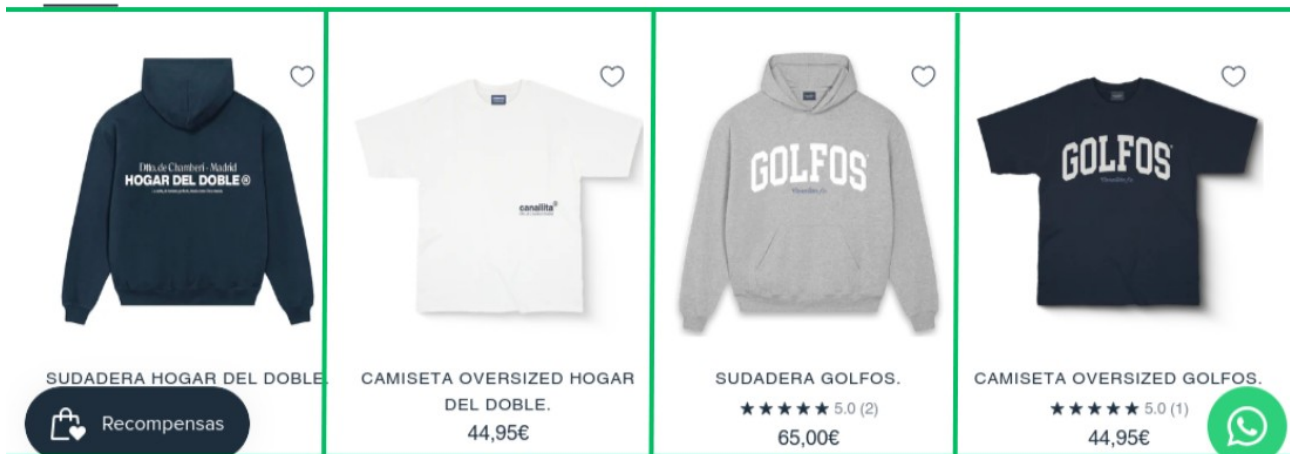 Dtto. de Chamberí - Madrid
HOGAR DEL DOBLE®
canallita®
GOLFOS®
GOLFOS®
SUDADERA HOGAR DEL DOBLE.
CAMISETA OVERSIZED HOGAR
DEL DOBLE.
44,95€
SUDADERA GOLFOS.
★★★★★ 5.0 (2)
65,00€
CAMISETA OVERSIZED GOLFOS.
★★★★★ 5.0 (1)
44,95€
Recompensas